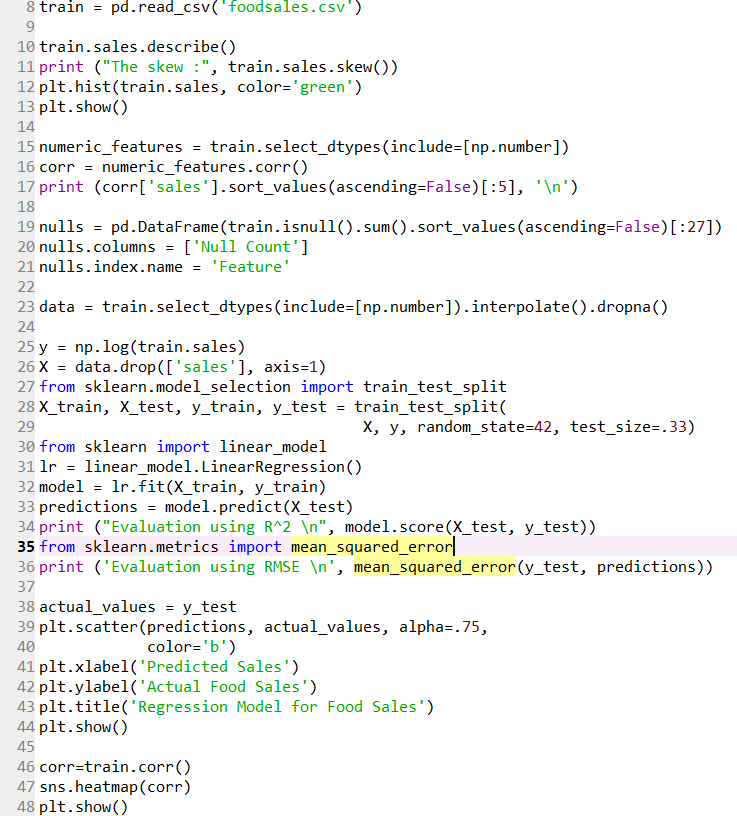 8 train = pd.read_csv('foodsales.csv')
9
10 train.sales.describe()
11 print ("The skew :", train.sales.skew())
12 plt.hist(train.sales, color='green')
13 plt.show()
14
15 numeric_features = train.select_dtypes(include=[np.number])
16 corr = numeric_features.corr()
17 print (corr['sales'].sort_values(ascending=False)[:5], '\n')
18
19 nulls = pd.DataFrame(train.isnull().sum().sort_values(ascending=False)[:27])
20 nulls.columns = ['Null Count']
21 nulls.index.name = 'Feature'
22
23 data = train.select_dtypes(include=[np.number]).interpolate().dropna()
24
25 y = np.log(train.sales)
26 X = data.drop(['sales'], axis=1)
27 from sklearn.model_selection import train_test_split
28 X_train, X_test, y_train, y_test = train_test_split(
29                                     X, y, random_state=42, test_size=.33)
30 from sklearn import linear_model
31 lr = linear_model.LinearRegression()
32 model = lr.fit(X_train, y_train)
33 predictions = model.predict(X_test)
34 print ("Evaluation using R^2 \n", model.score(X_test, y_test))
35 from sklearn.metrics import mean_squared_error
36 print ('Evaluation using RMSE \n', mean_squared_error(y_test, predictions))
37
38 actual_values = y_test
39 plt.scatter(predictions, actual_values, alpha=.75,
40             color='b')
41 plt.xlabel('Predicted Sales')
42 plt.ylabel('Actual Food Sales')
43 plt.title('Regression Model for Food Sales')
44 plt.show()
45
46 corr=train.corr()
47 sns.heatmap(corr)
48 plt.show()